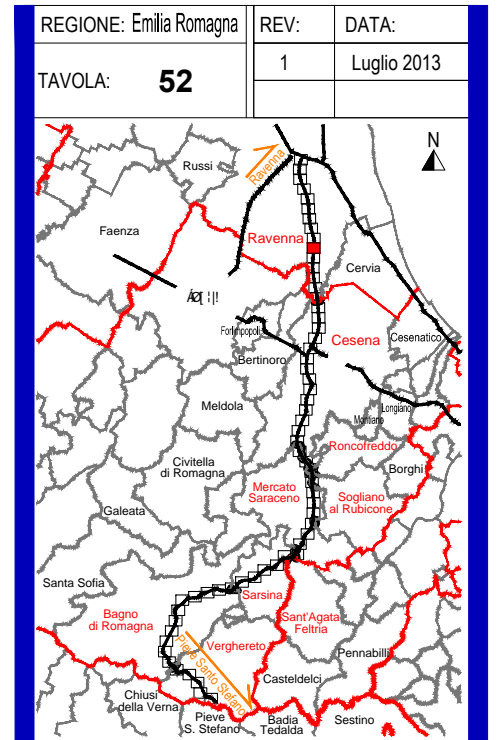 REGIONE: Emilia Romagna
REV:
DATA:
TAVOLA: 52
1
Luglio 2013
N
Russi
Ravenna
Faenza
Ravenna
Cervia
Forlimpopoli
Cesena
Cesenatico
Bertinoro
Meldola
Longiano
Montiano
Roncofreddo
Civitella
di Romagna
Borghi
Mercato
Saraceno
Sogliano
al Rubicone
Galeata
Santa Sofia
Sarsina
Bagno
di Romagna
Sant'Agata
Feltria
Verghereto
Pieve Santo Stefano
Pennabilli
Casteldelci
Chiusi
della Verna
Pieve
S. Stefano
Badia
Tedalda
Sestino